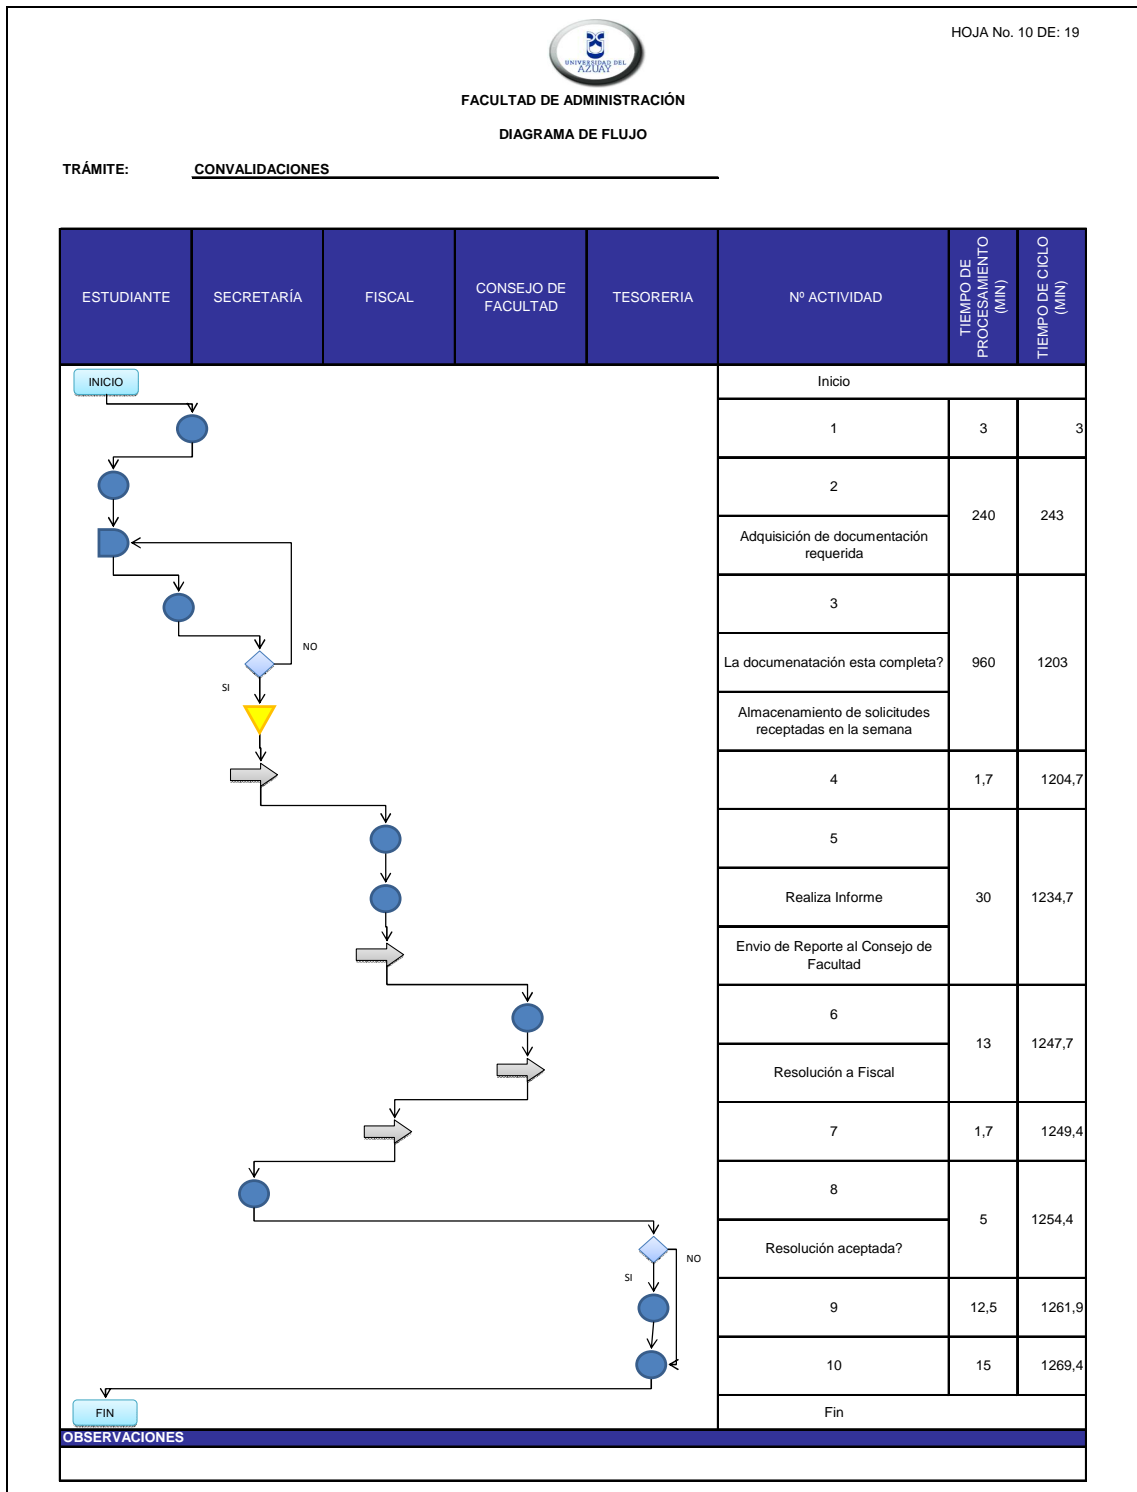 HOJA No. 10 DE: 19
UNIVERSIDAD DEL
AZUAY
FACULTAD DE ADMINISTRACIÓN
DIAGRAMA DE FLUJO
TRÁMITE: CONVALIDACIONES
ESTUDIANTE
SECRETARÍA
FISCAL
CONSEJO DE
FACULTAD
TESORERIA
Nº ACTIVIDAD
TIEMPO DE
PROCESAMIENTO
(MIN)
TIEMPO DE CICLO
(MIN)
INICIO
Inicio
1 3 3
2
240 243
Adquisición de documentación
requerida
3
NO
La documenatación esta completa? 960 1203
SI
Almacenamiento de solicitudes
receptadas en la semana
4 1,7 1204,7
5
Realiza Informe 30 1234,7
Envio de Reporte al Consejo de
Facultad
6
13 1247,7
Resolución a Fiscal
7 1,7 1249,4
8
5 1254,4
Resolución aceptada?
NO
SI
9 12,5 1261,9
10 15 1269,4
FIN
Fin
OBSERVACIONES